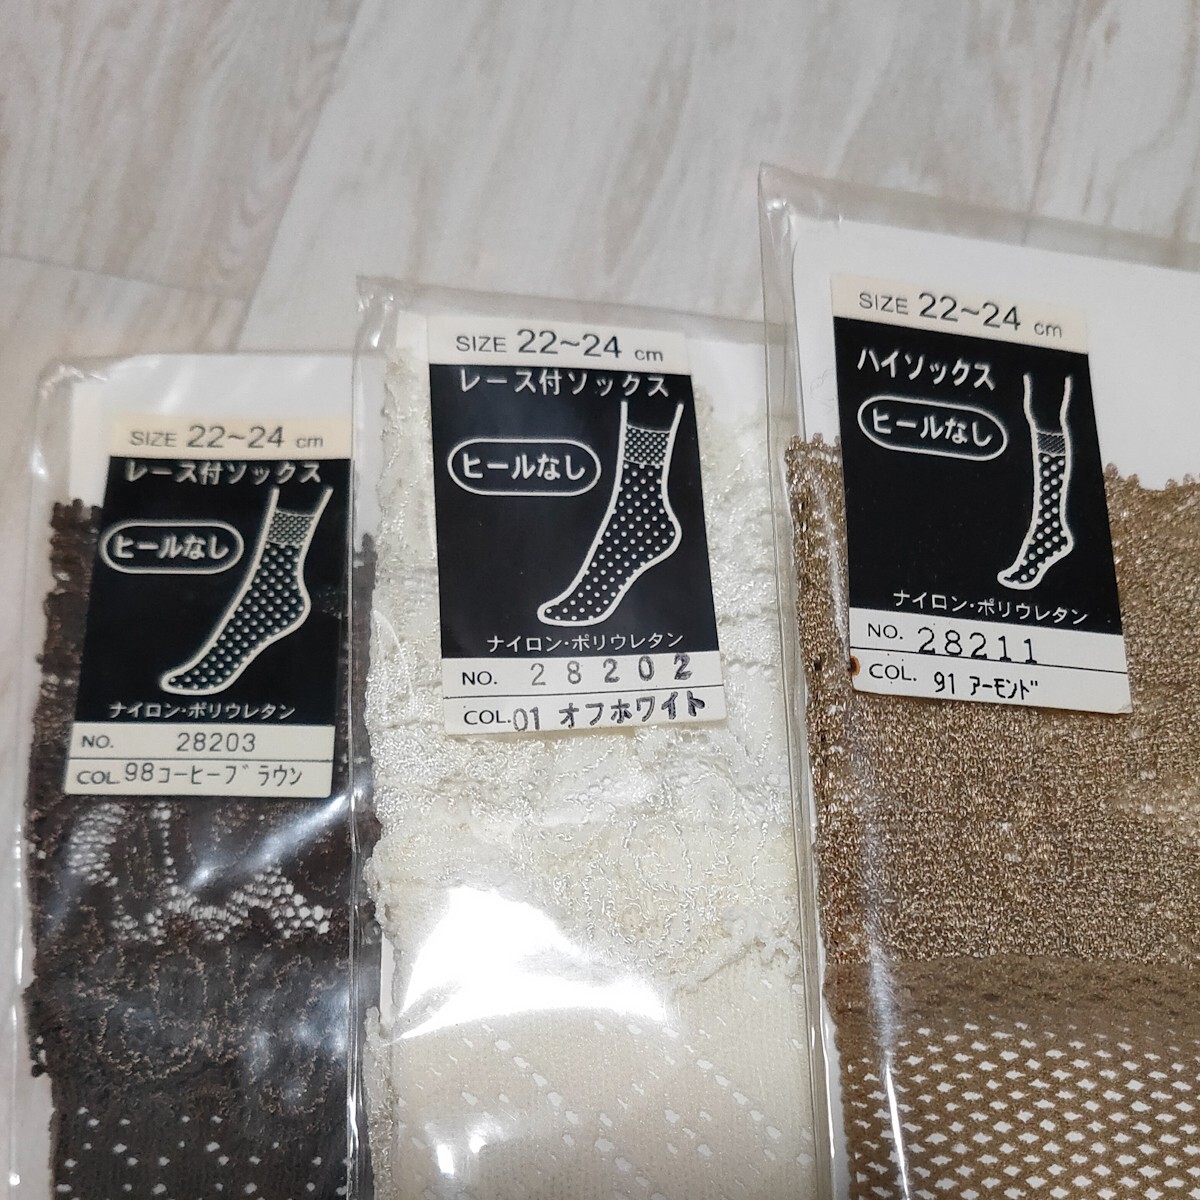 SIZE 22~24 cm
レース付ソックス
ヒールなし
ナイロン・ポリウレタン
NO. 28203
COL. 98コーヒーブラウン
SIZE 22~24 cm
レース付ソックス
ヒールなし
ナイロン・ポリウレタン
NO. 28202
COL. 01 オフホワイト
SIZE 22~24 cm
ハイソックス
ヒールなし
ナイロン・ポリウレタン
NO. 28211
COL. 91 アーモンド